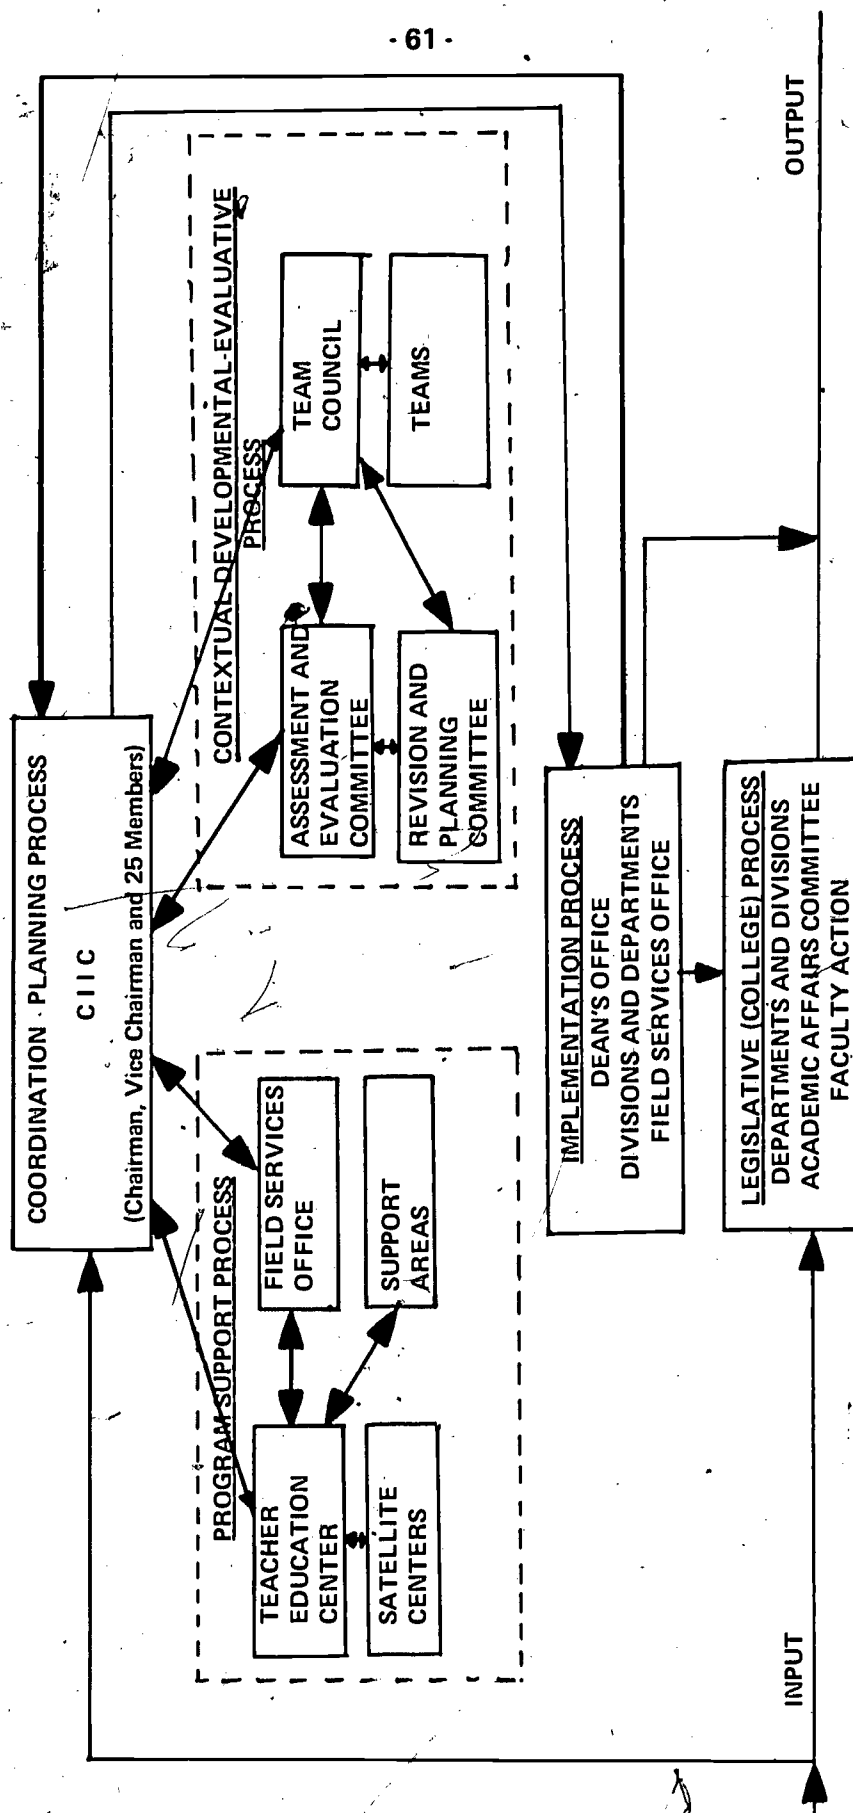 - 61 -
COORDINATION - PLANNING PROCESS
CIIC
(Chairman, Vice Chairman and 25 Members)
PROGRAM SUPPORT PROCESS
TEACHER
EDUCATION
CENTER
SATELLITE
CENTERS
FIELD SERVICES
OFFICE
SUPPORT
AREAS
CONTEXTUAL-DEVELOPMENTAL-EVALUATIVE
PROCESS
ASSESSMENT AND
EVALUATION
COMMITTEE
REVISION AND
PLANNING
COMMITTEE
TEAM
COUNCIL
TEAMS
IMPLEMENTATION PROCESS
DEAN'S OFFICE
DIVISIONS AND DEPARTMENTS
FIELD SERVICES OFFICE
LEGISLATIVE (COLLEGE) PROCESS
DEPARTMENTS AND DIVISIONS
ACADEMIC AFFAIRS COMMITTEE
FACULTY ACTION
INPUT
OUTPUT